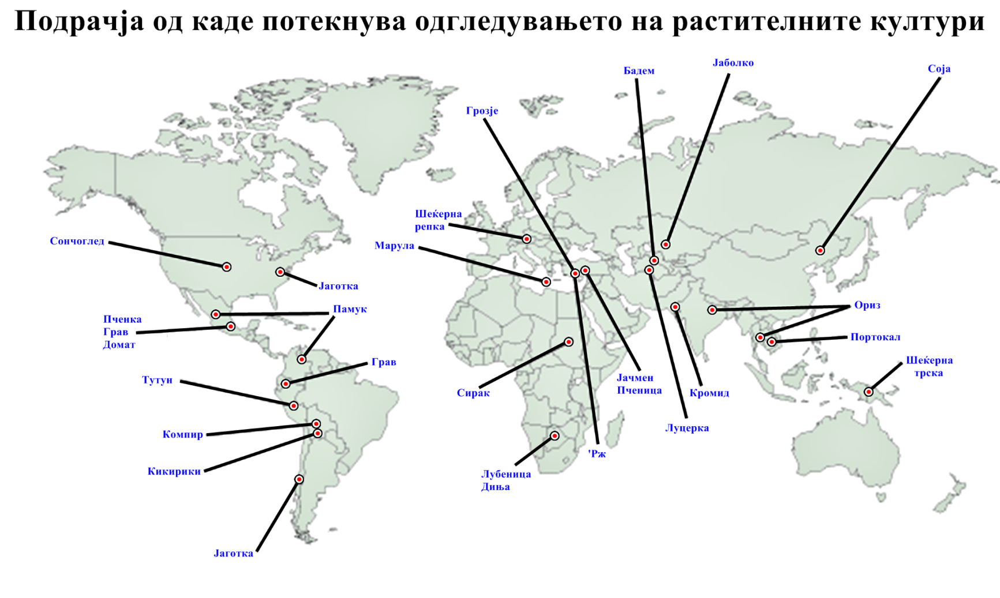 Подрачја од каде потекнува одгледувањето на растителните култури
Јаболко
Бадем
Соја
Грозје
Шеќерна
репка
Сончоглед
Марула
Јаготка
Памук
Ориз
Пченка
Грав
Домат
Портокал
Грав
Шеќерна
трска
Тутун
Јачмен
Пченица
Сирак
Кромид
Луцерка
Компир
'Рж
Кикирики
Лубеница
Диња
Јаготка